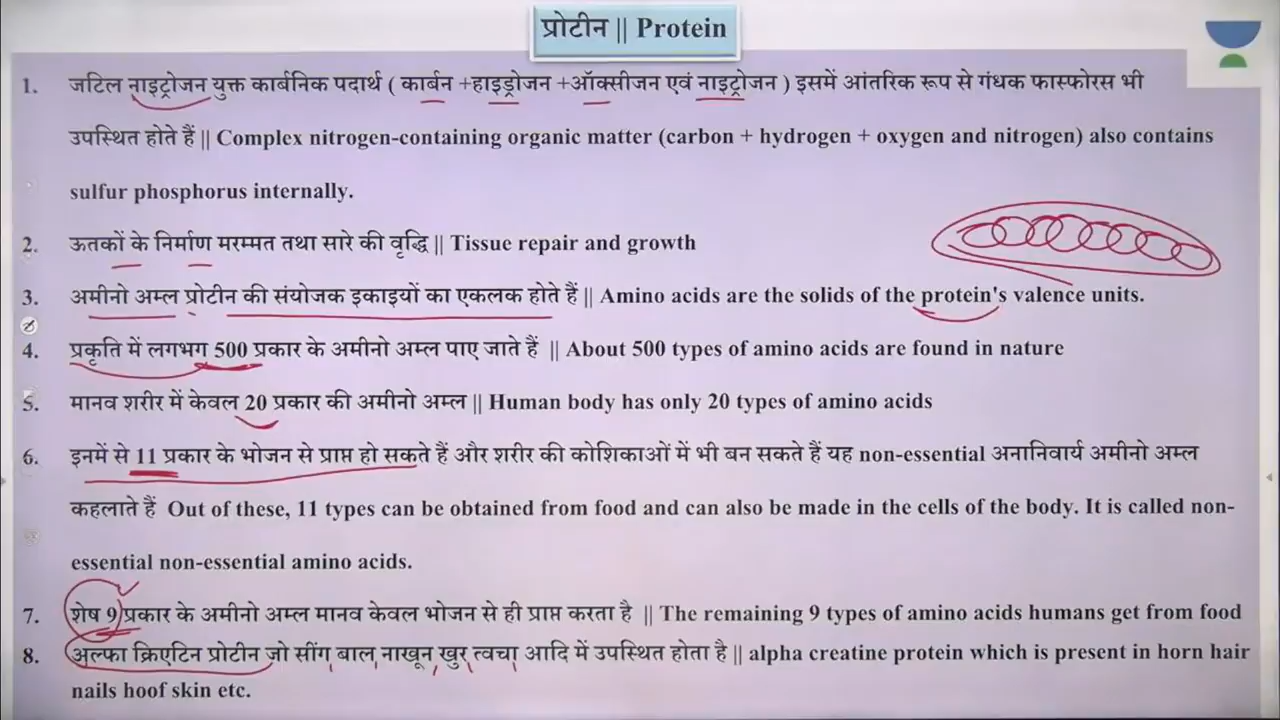 प्रोटीन || Protein
1. जटिल नाइट्रोजन युक्त कार्बनिक पदार्थ ( कार्बन +हाइड्रोजन +ऑक्सीजन एवं नाइट्रोजन ) इसमें आंतरिक रूप से गंधक फास्फोरस भी
उपस्थित होते हैं || Complex nitrogen-containing organic matter (carbon + hydrogen + oxygen and nitrogen) also contains
sulfur phosphorus internally.
2. ऊतकों के निर्माण मरम्मत तथा सारे की वृद्धि || Tissue repair and growth
3. अमीनो अम्ल प्रोटीन की संयोजक इकाइयों का एकलक होते हैं || Amino acids are the solids of the protein's valence units.
4. प्रकृति में लगभग 500 प्रकार के अमीनो अम्ल पाए जाते हैं || About 500 types of amino acids are found in nature
5. मानव शरीर में केवल 20 प्रकार की अमीनो अम्ल || Human body has only 20 types of amino acids
6. इनमें से 11 प्रकार के भोजन से प्राप्त हो सकते हैं और शरीर की कोशिकाओं में भी बन सकते हैं यह non-essential अनानिवार्य अमीनो अम्ल
कहलाते हैं Out of these, 11 types can be obtained from food and can also be made in the cells of the body. It is called non-
essential non-essential amino acids.
7. शेष 9 प्रकार के अमीनो अम्ल मानव केवल भोजन से ही प्राप्त करता है || The remaining 9 types of amino acids humans get from food
8. अल्फा क्रिएटिन प्रोटीन जो सींग बाल नाखून खुर त्वचा आदि में उपस्थित होता है || alpha creatine protein which is present in horn hair
nails hoof skin etc.